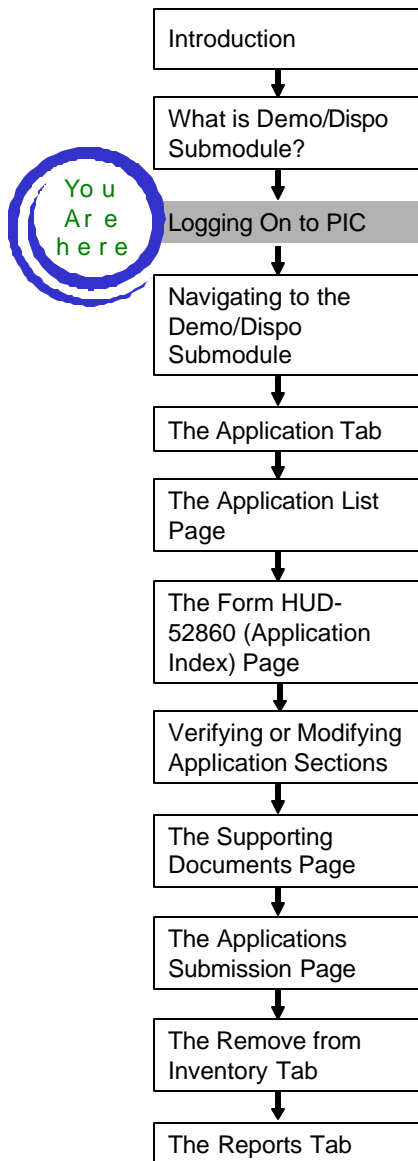 Introduction
What is Demo/Dispo
Submodule?
You
Are
here
Logging On to PIC
Navigating to the
Demo/Dispo
Submodule
The Application Tab
The Application List
Page
The Form HUD-
52860 (Application
Index) Page
Verifying or Modifying
Application Sections
The Supporting
Documents Page
The Applications
Submission Page
The Remove from
Inventory Tab
The Reports Tab